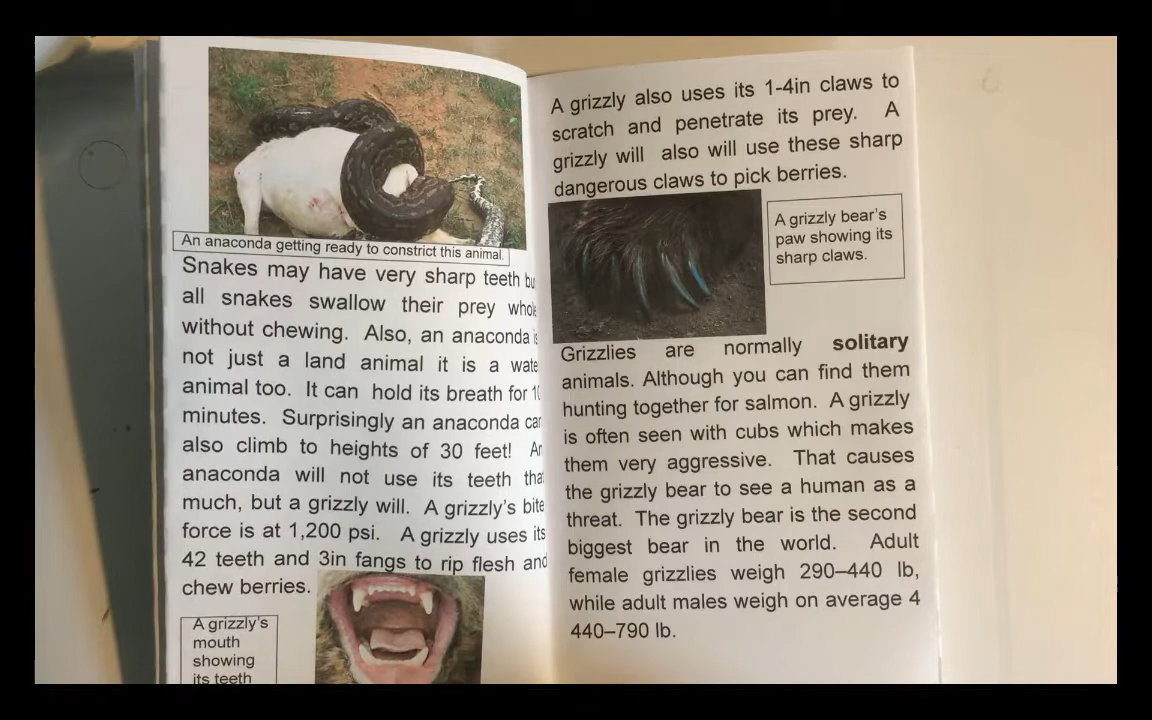 An anaconda getting ready to constrict this animal.
Snakes may have very sharp teeth
all snakes swallow their prey whole
without chewing. Also, an anaconda
not just a land animal it is a
animal too. It can hold its breath for
minutes. Surprisingly an anaconda can
also climb to heights of 30 feet!
anaconda will not use its teeth that
much, but a grizzly will. A grizzly's bite
force is at 1,200 psi. A grizzly uses its
42 teeth and 3in fangs to rip flesh and
chew berries.
A grizzly's
mouth
showing
its teeth
A grizzly also uses its 1-4in claws to
scratch and penetrate its prey. A
grizzly will also will use these sharp
dangerous claws to pick berries.
A grizzly bear's
paw showing its
sharp claws.
Grizzlies are normally solitary
animals. Although you can find them
hunting together for salmon. A grizzly
is often seen with cubs which makes
them very aggressive. That causes
the grizzly bear to see a human as a
threat. The grizzly bear is the second
biggest bear in the world. Adult
female grizzlies weigh 290–440 lb,
while adult males weigh on average 4
440–790 lb.